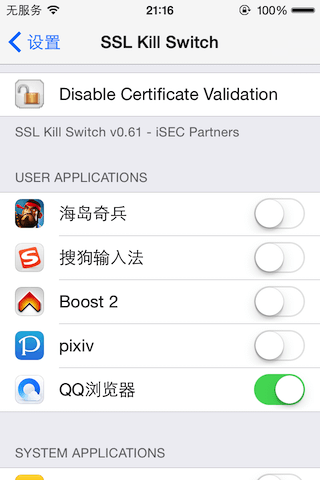 无服务 21:16 100%
设置 SSL Kill Switch
Disable Certificate Validation
SSL Kill Switch v0.61 - iSEC Partners
USER APPLICATIONS
海岛奇兵
搜狗输入法
Boost 2
pixiv
QQ浏览器
SYSTEM APPLICATIONS